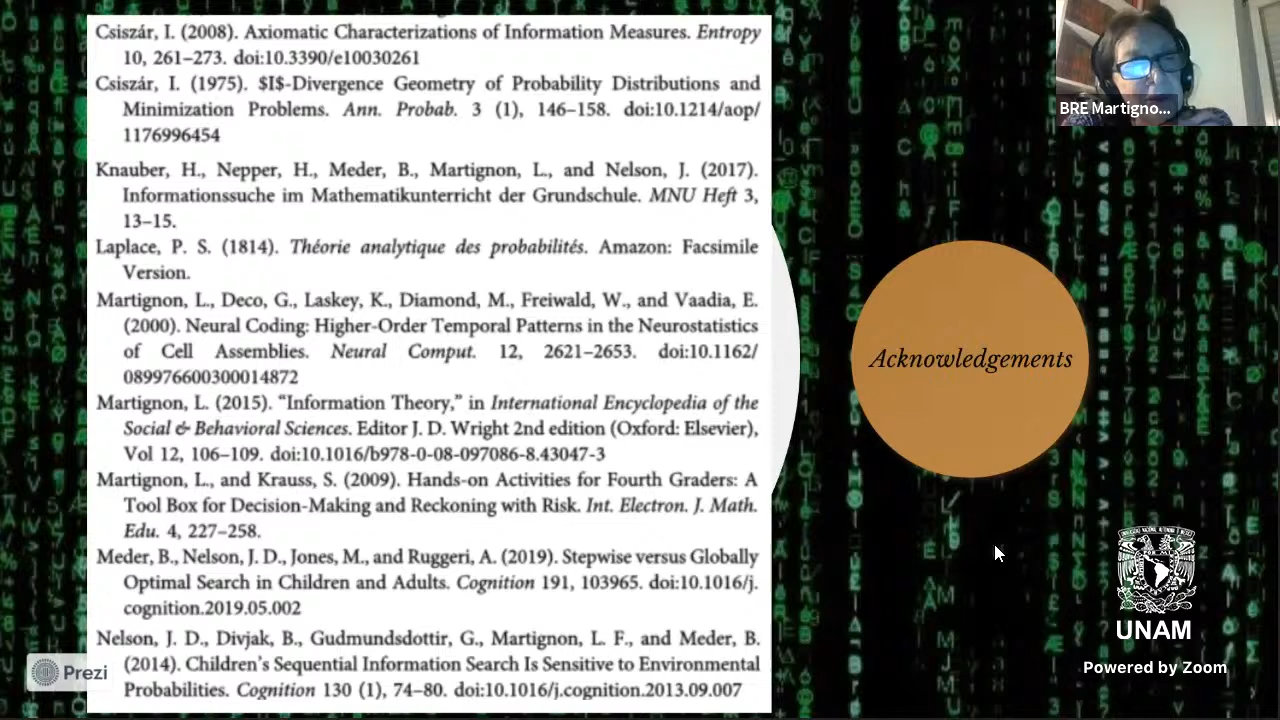 Csiszár, I. (2008). Axiomatic Characterizations of Information Measures. Entropy
10, 261–273. doi:10.3390/e10030261
Csiszár, I. (1975). $I$-Divergence Geometry of Probability Distributions and
Minimization Problems. Ann. Probab. 3 (1), 146–158. doi:10.1214/aop/
1176996454
Knauber, H., Nepper, H., Meder, B., Martignon, L., and Nelson, J. (2017).
Informationssuche im Mathematikunterricht der Grundschule. MNU Heft 3,
13–15.
Laplace, P. S. (1814). Théorie analytique des probabilités. Amazon: Facsimile
Version.
Martignon, L., Deco, G., Laskey, K., Diamond, M., Freiwald, W., and Vaadia, E.
(2000). Neural Coding: Higher-Order Temporal Patterns in the Neurostatistics
of Cell Assemblies. Neural Comput. 12, 2621–2653. doi:10.1162/
089976600300014872
Martignon, L. (2015). “Information Theory,” in International Encyclopedia of the
Social & Behavioral Sciences. Editor J. D. Wright 2nd edition (Oxford: Elsevier),
Vol 12, 106–109. doi:10.1016/b978-0-08-097086-8.43047-3
Martignon, L., and Krauss, S. (2009). Hands-on Activities for Fourth Graders: A
Tool Box for Decision-Making and Reckoning with Risk. Int. Electron. J. Math.
Edu. 4, 227–258.
Meder, B., Nelson, J. D., Jones, M., and Ruggeri, A. (2019). Stepwise versus Globally
Optimal Search in Children and Adults. Cognition 191, 103965. doi:10.1016/j.
cognition.2019.05.002
Nelson, J. D., Divjak, B., Gudmundsdottir, G., Martignon, L. F., and Meder, B.
(2014). Children’s Sequential Information Search Is Sensitive to Environmental
Probabilities. Cognition 130 (1), 74–80. doi:10.1016/j.cognition.2013.09.007
Prezi
BRE Martigno...
Acknowledgements
UNAM
Powered by Zoom